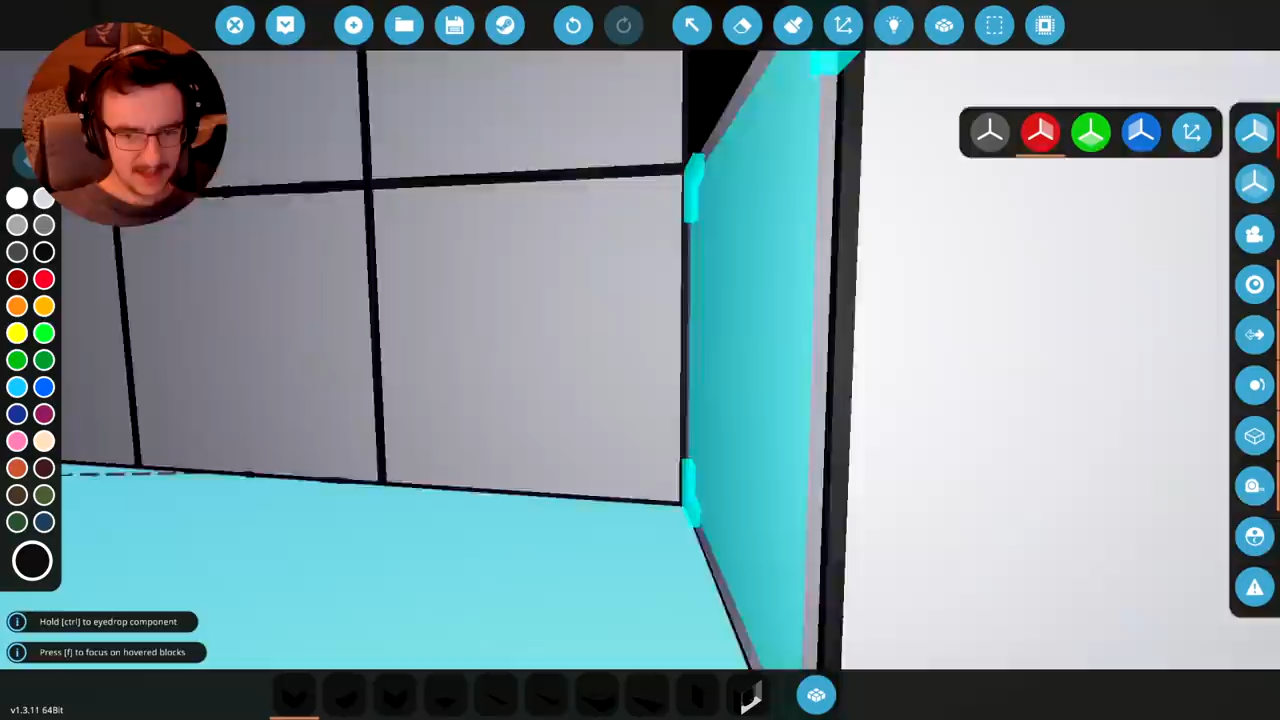 Hold [ctrl] to eyedrop component
Press [f] to focus on hovered blocks
v1.3.11 64Bit